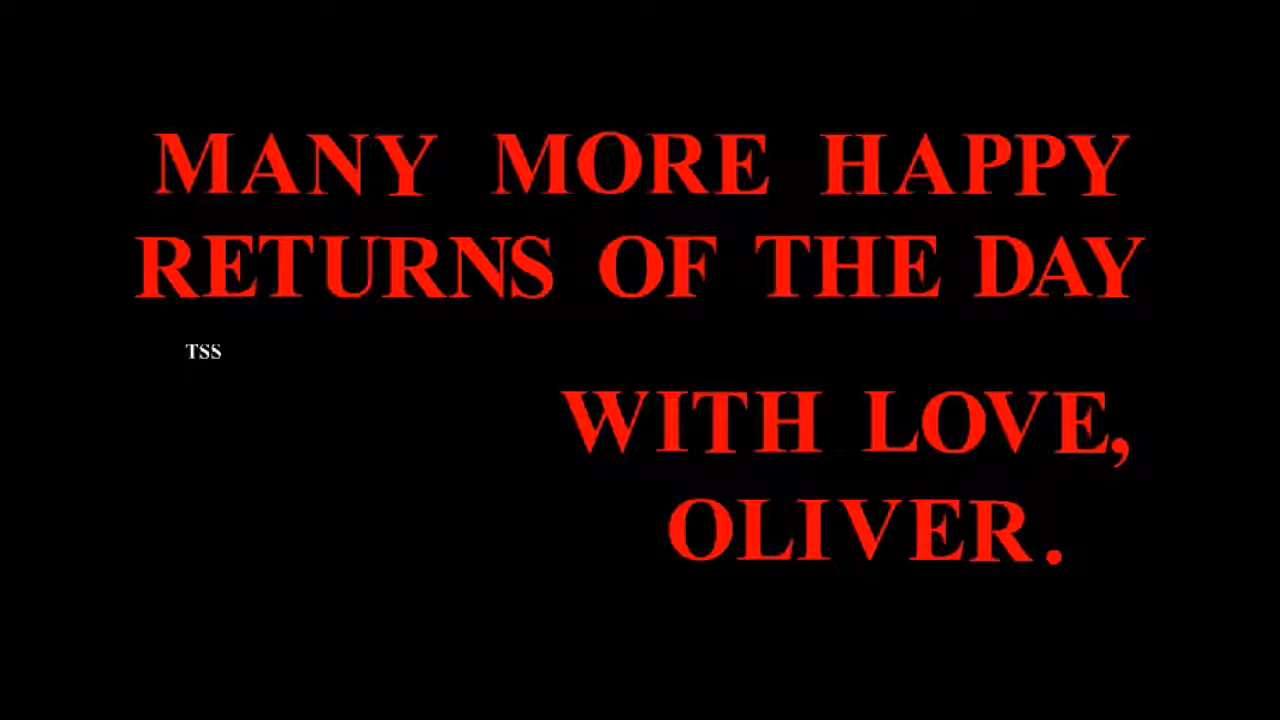 MANY MORE HAPPY
RETURNS OF THE DAY
TSS
WITH LOVE,
OLIVER.